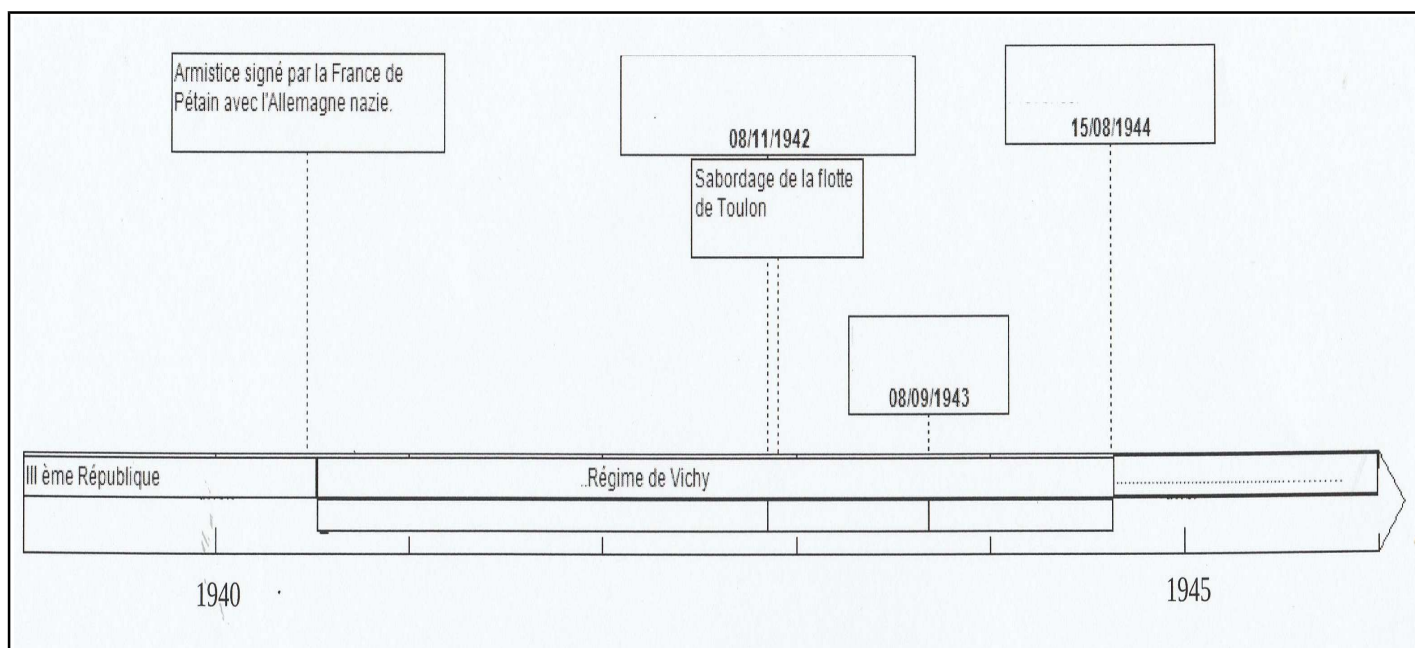 Armistice signé par la France de
Pétain avec l'Allemagne nazie.
08/11/1942
15/08/1944
Sabordage de la flotte
de Toulon
08/09/1943
III ème République
..Régime de Vichy
1940
1945